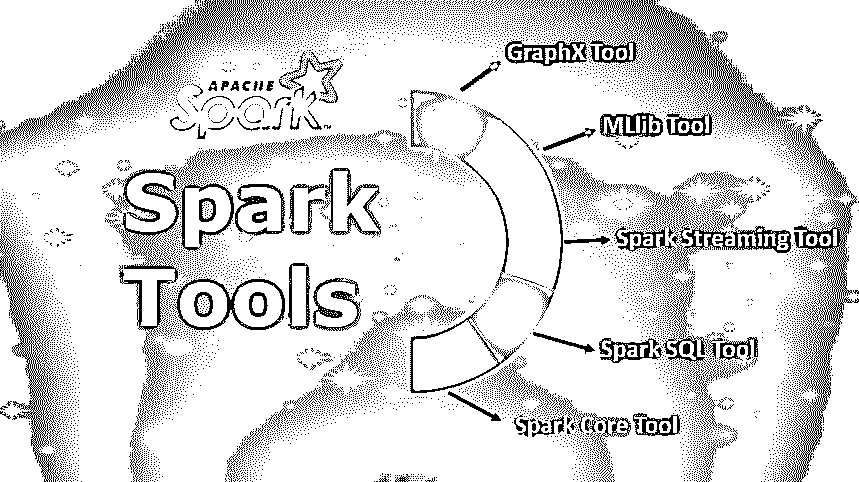 APACHE
Spark™
Spark
Tools
GraphX Tool
MLlib Tool
Spark Streaming Tool
Spark SQL Tool
Spark Core Tool